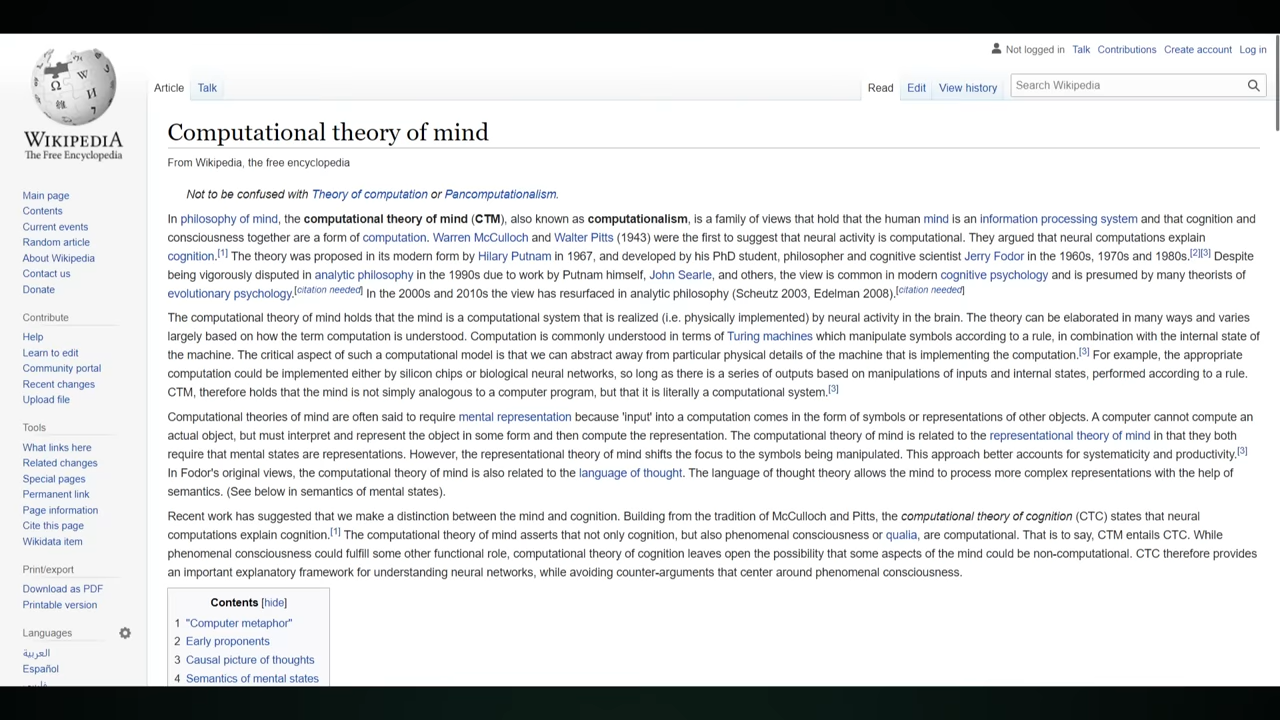 Not logged in Talk Contributions Create account Log in
Article Talk Read Edit View history Search Wikipedia
WIKIPEDIA
The Free Encyclopedia
Main page
Contents
Current events
Random article
About Wikipedia
Contact us
Donate
Contribute
Help
Learn to edit
Community portal
Recent changes
Upload file
Tools
What links here
Related changes
Special pages
Permanent link
Page information
Cite this page
Wikidata item
Print/export
Download as PDF
Printable version
Languages
العربية
Español
Computational theory of mind
From Wikipedia, the free encyclopedia
Not to be confused with Theory of computation or Pancomputationalism.
In philosophy of mind, the computational theory of mind (CTM), also known as computationalism, is a family of views that hold that the human mind is an information processing system and that cognition and
consciousness together are a form of computation. Warren McCulloch and Walter Pitts (1943) were the first to suggest that neural activity is computational. They argued that neural computations explain
cognition.[1] The theory was proposed in its modern form by Hilary Putnam in 1967, and developed by his PhD student, philosopher and cognitive scientist Jerry Fodor in the 1960s, 1970s and 1980s.[2][3] Despite
being vigorously disputed in analytic philosophy in the 1990s due to work by Putnam himself, John Searle, and others, the view is common in modern cognitive psychology and is presumed by many theorists of
evolutionary psychology.[citation needed] In the 2000s and 2010s the view has resurfaced in analytic philosophy (Scheutz 2003, Edelman 2008).[citation needed]
The computational theory of mind holds that the mind is a computational system that is realized (i.e. physically implemented) by neural activity in the brain. The theory can be elaborated in many ways and varies
largely based on how the term computation is understood. Computation is commonly understood in terms of Turing machines which manipulate symbols according to a rule, in combination with the internal state of
the machine. The critical aspect of such a computational model is that we can abstract away from particular physical details of the machine that is implementing the computation.[3] For example, the appropriate
computation could be implemented either by silicon chips or biological neural networks, so long as there is a series of outputs based on manipulations of inputs and internal states, performed according to a rule.
CTM, therefore holds that the mind is not simply analogous to a computer program, but that it is literally a computational system.[3]
Computational theories of mind are often said to require mental representation because 'input' into a computation comes in the form of symbols or representations of other objects. A computer cannot compute an
actual object, but must interpret and represent the object in some form and then compute the representation. The computational theory of mind is related to the representational theory of mind in that they both
require that mental states are representations. However, the representational theory of mind shifts the focus to the symbols being manipulated. This approach better accounts for systematicity and productivity.[3]
In Fodor's original views, the computational theory of mind is also related to the language of thought. The language of thought theory allows the mind to process more complex representations with the help of
semantics. (See below in semantics of mental states).
Recent work has suggested that we make a distinction between the mind and cognition. Building from the tradition of McCulloch and Pitts, the computational theory of cognition (CTC) states that neural
computations explain cognition.[1] The computational theory of mind asserts that not only cognition, but also phenomenal consciousness or qualia, are computational. That is to say, CTM entails CTC. While
phenomenal consciousness could fulfill some other functional role, computational theory of cognition leaves open the possibility that some aspects of the mind could be non-computational. CTC therefore provides
an important explanatory framework for understanding neural networks, while avoiding counter-arguments that center around phenomenal consciousness.
Contents [hide]
1 "Computer metaphor"
2 Early proponents
3 Causal picture of thoughts
4 Semantics of mental states